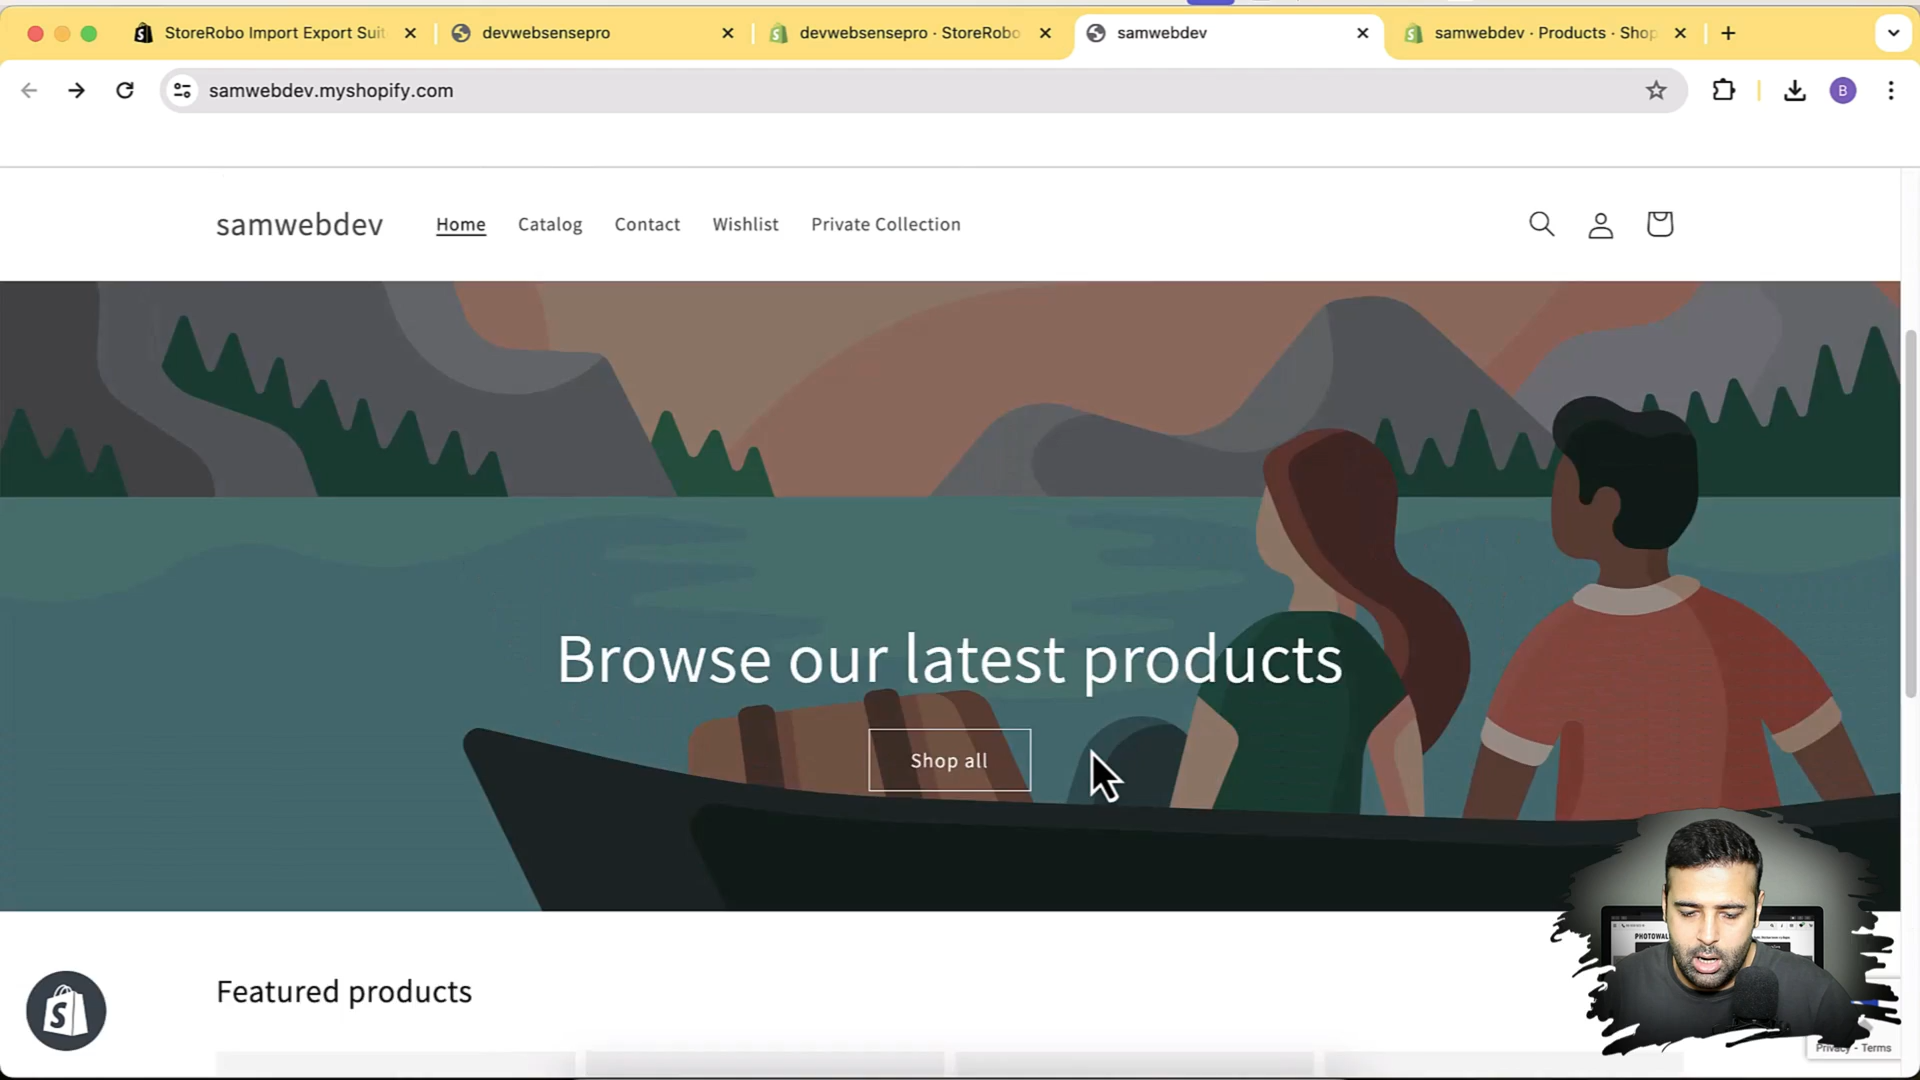 StoreRobo Import Export Suit
devwebsensepro
devwebsensepro · StoreRobo
samwebdev
samwebdev · Products · Shop
samwebdev.myshopify.com
B
samwebdev
Home
Catalog
Contact
Wishlist
Private Collection
Browse our latest products
Shop all
Featured products
Privacy - Terms